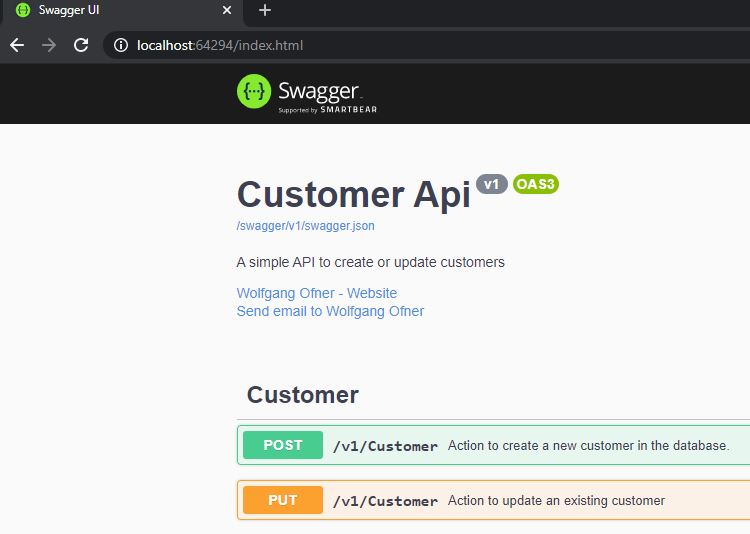 Swagger UI
localhost:64294/index.html
{...} Swagger
Supported by SMARTBEAR
Customer Api v1 OAS3
/swagger/v1/swagger.json
A simple API to create or update customers
Wolfgang Ofner - Website
Send email to Wolfgang Ofner
Customer
POST /v1/Customer Action to create a new customer in the database.
PUT /v1/Customer Action to update an existing customer